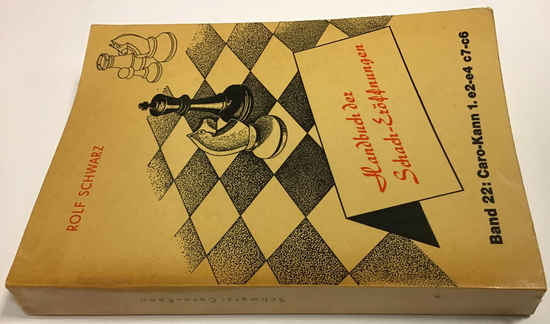 ROLF SCHWARZ
Handbuch der
Schach-Eröffnungen
Band 22: Caro-Kann 1. e2-e4 c7-c6
Schwarz: Caro-Kann